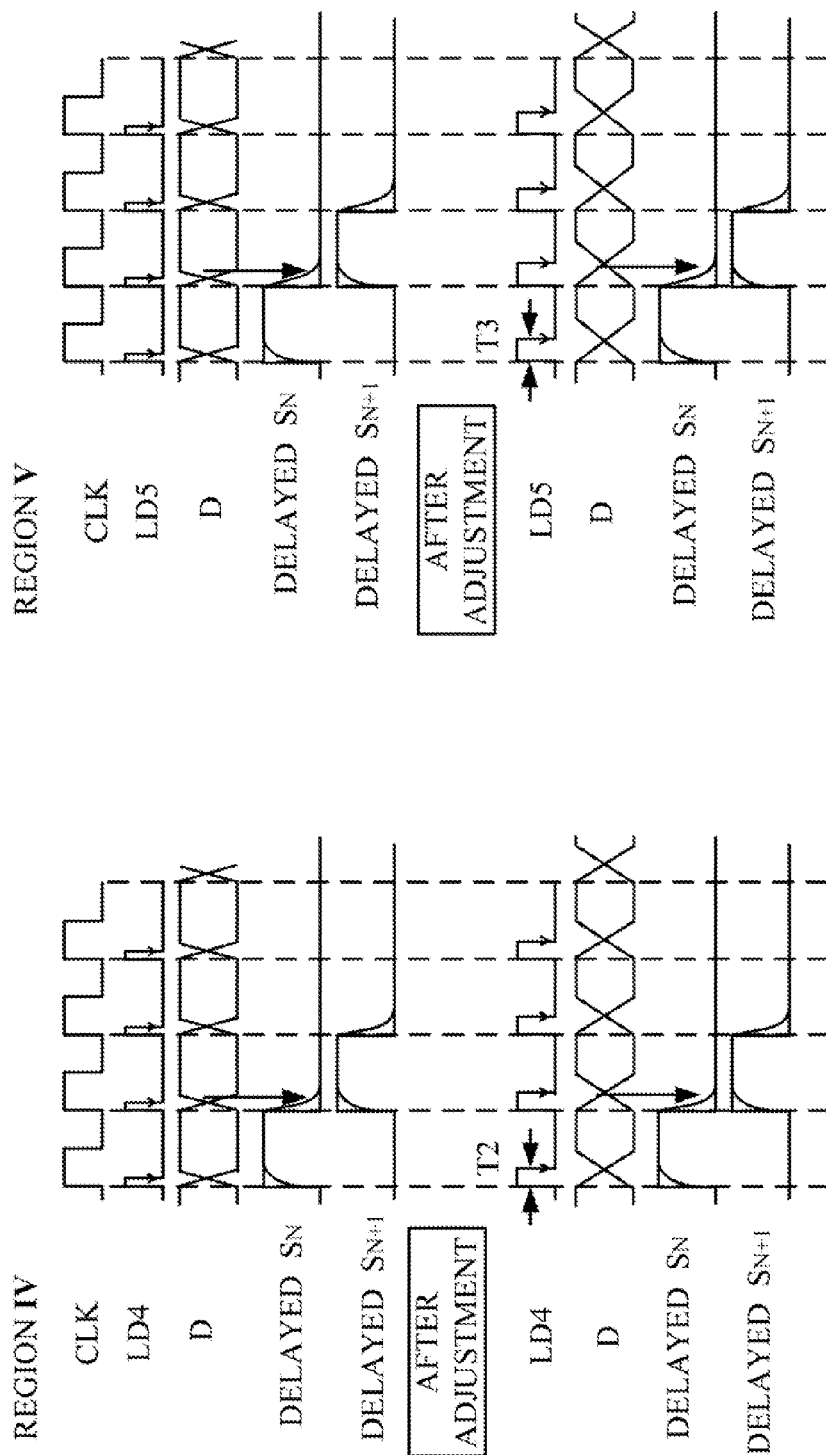 REGION IV
CLK
LD4
D
DELAYED SN
DELAYED SN+1
AFTER
ADJUSTMENT
T2
LD4
D
DELAYED SN
DELAYED SN+1
REGION V
CLK
LD5
D
DELAYED SN
DELAYED SN+1
AFTER
ADJUSTMENT
T3
LD5
D
DELAYED SN
DELAYED SN+1